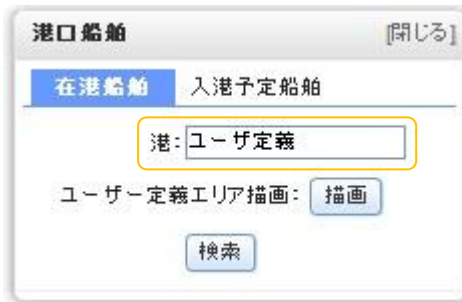 港口船舶 [閉じる]
在港船舶 入港予定船舶
港: ユーザ定義
ユーザー定義エリア描画: 描画
検索